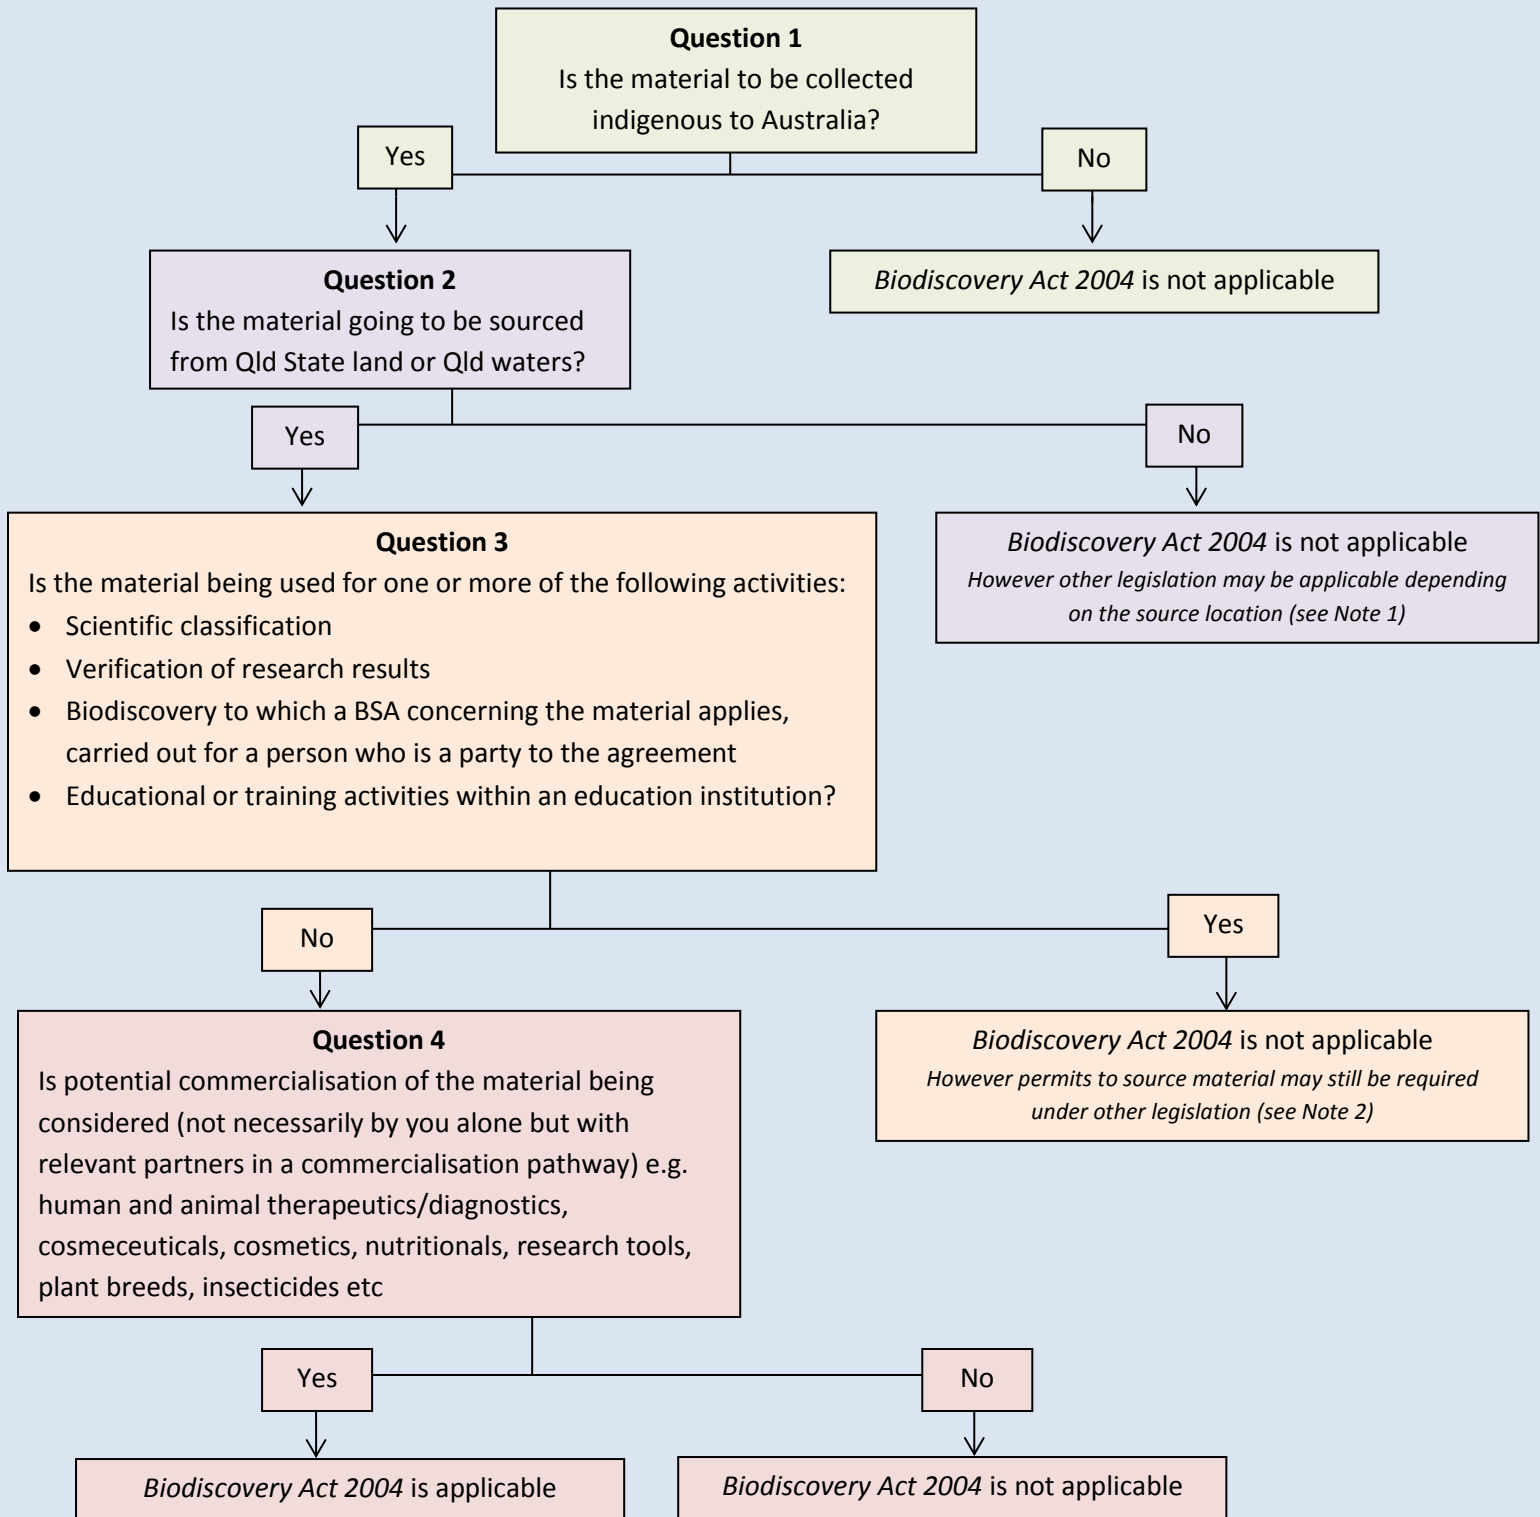 Question 1
Is the material to be collected
indigenous to Australia?
Yes
No
Question 2
Is the material going to be sourced
from Qld State land or Qld waters?
Biodiscovery Act 2004 is not applicable
Yes
No
Question 3
Is the material being used for one or more of the following activities:
• Scientific classification
• Verification of research results
• Biodiscovery to which a BSA concerning the material applies,
carried out for a person who is a party to the agreement
• Educational or training activities within an education institution?
Biodiscovery Act 2004 is not applicable
However other legislation may be applicable depending
on the source location (see Note 1)
No
Yes
Question 4
Is potential commercialisation of the material being
considered (not necessarily by you alone but with
relevant partners in a commercialisation pathway) e.g.
human and animal therapeutics/diagnostics,
cosmeceuticals, cosmetics, nutritionals, research tools,
plant breeds, insecticides etc
Biodiscovery Act 2004 is not applicable
However permits to source material may still be required
under other legislation (see Note 2)
Yes
No
Biodiscovery Act 2004 is applicable
Biodiscovery Act 2004 is not applicable